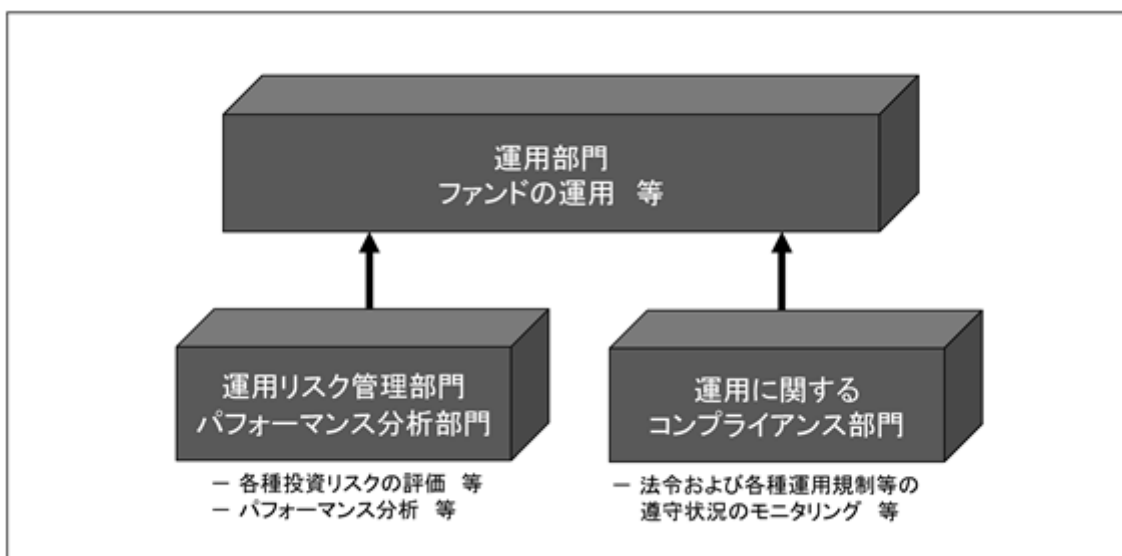 運用部門
ファンドの運用　等
運用リスク管理部門
パフォーマンス分析部門
運用に関する
コンプライアンス部門
－ 各種投資リスクの評価　等
－ パフォーマンス分析　等
－ 法令および各種運用規制等の
遵守状況のモニタリング　等